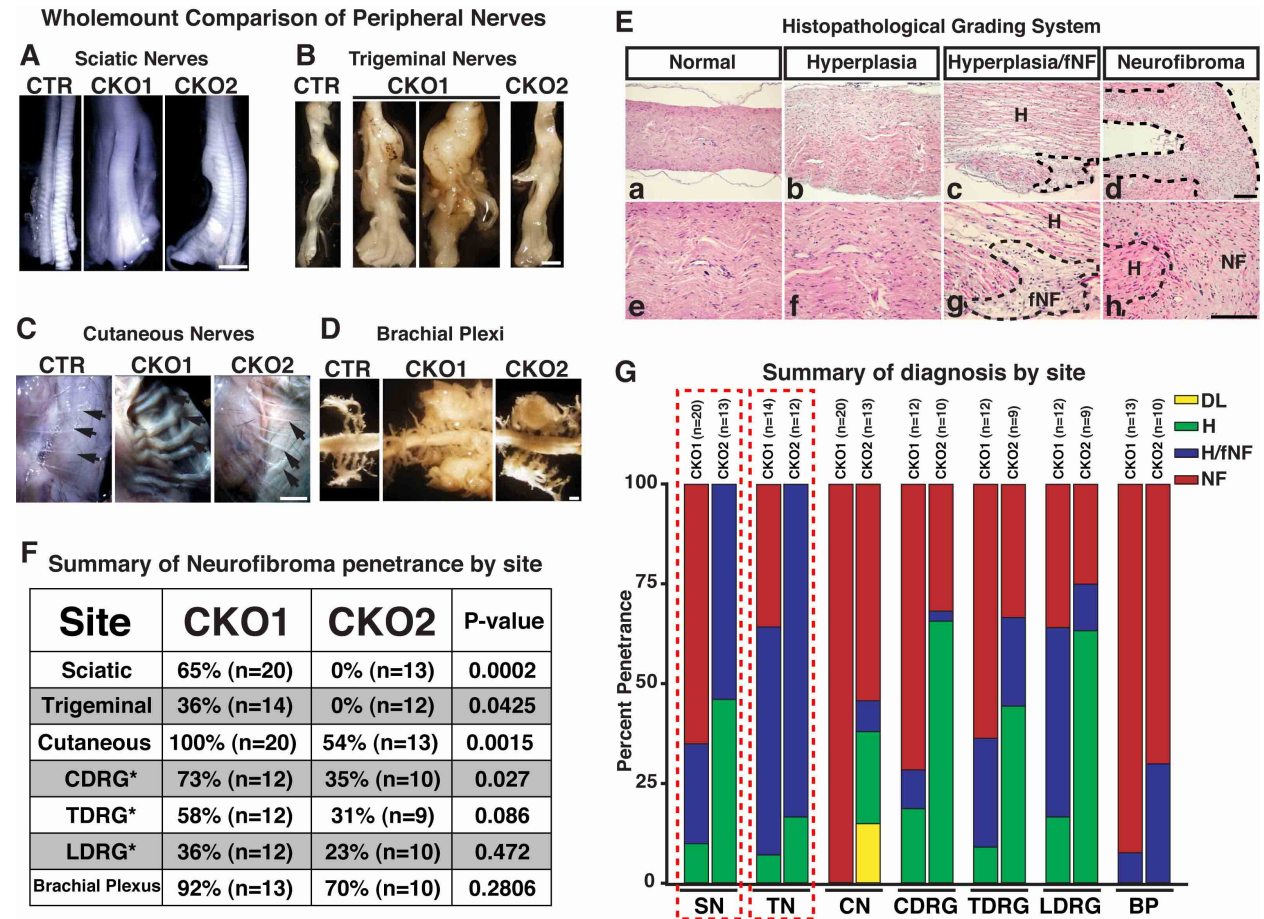 Wholemount Comparison of Peripheral Nerves
A
Sciatic Nerves
CTR CKO1 CKO2
B
Trigeminal Nerves
CTR CKO1 CKO2
C
Cutaneous Nerves
CTR CKO1 CKO2
D
Brachial Plexi
CTR CKO1 CKO2
E
Histopathological Grading System
Normal Hyperplasia Hyperplasia/fNF Neurofibroma
H
a b c d
H
H NF
fNF
e f g h
F
Summary of Neurofibroma penetrance by site
Site CKO1 CKO2 P-value
Sciatic 65% (n=20) 0% (n=13) 0.0002
Trigeminal 36% (n=14) 0% (n=12) 0.0425
Cutaneous 100% (n=20) 54% (n=13) 0.0015
CDRG* 73% (n=12) 35% (n=10) 0.027
TDRG* 58% (n=12) 31% (n=9) 0.086
LDRG* 36% (n=12) 23% (n=10) 0.472
Brachial Plexus 92% (n=13) 70% (n=10) 0.2806
G
Summary of diagnosis by site
CKO1 (n=20)
CKO2 (n=13)
CKO1 (n=14)
CKO2 (n=12)
CKO1 (n=20)
CKO2 (n=13)
CKO1 (n=12)
CKO2 (n=10)
CKO1 (n=12)
CKO2 (n=9)
CKO1 (n=12)
CKO2 (n=9)
CKO1 (n=13)
CKO2 (n=10)
DL
H
H/fNF
NF
Percent Penetrance
100
75
50
25
0
SN TN CN CDRG TDRG LDRG BP